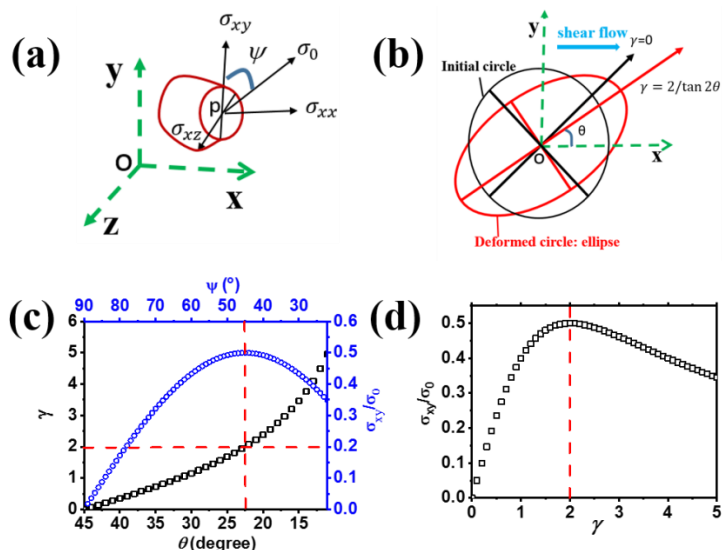 (a)
σxy
ψ
σ0
y
p
σxx
σxz
O
x
z
(b)
y
shear flow
γ=0
Initial circle
γ = 2/tan 2θ
θ
O
x
Deformed circle: ellipse
(c)
ψ (°)
90 80 70 60 50 40 30
6
5
4
3
2
1
0
γ
0.6
0.5
0.4
0.3
0.2
0.1
0.0
σxy/σ0
45 40 35 30 25 20 15
θ (degree)
(d)
σxy/σ0
0.5
0.4
0.3
0.2
0.1
0.0
0 1 2 3 4 5
γ